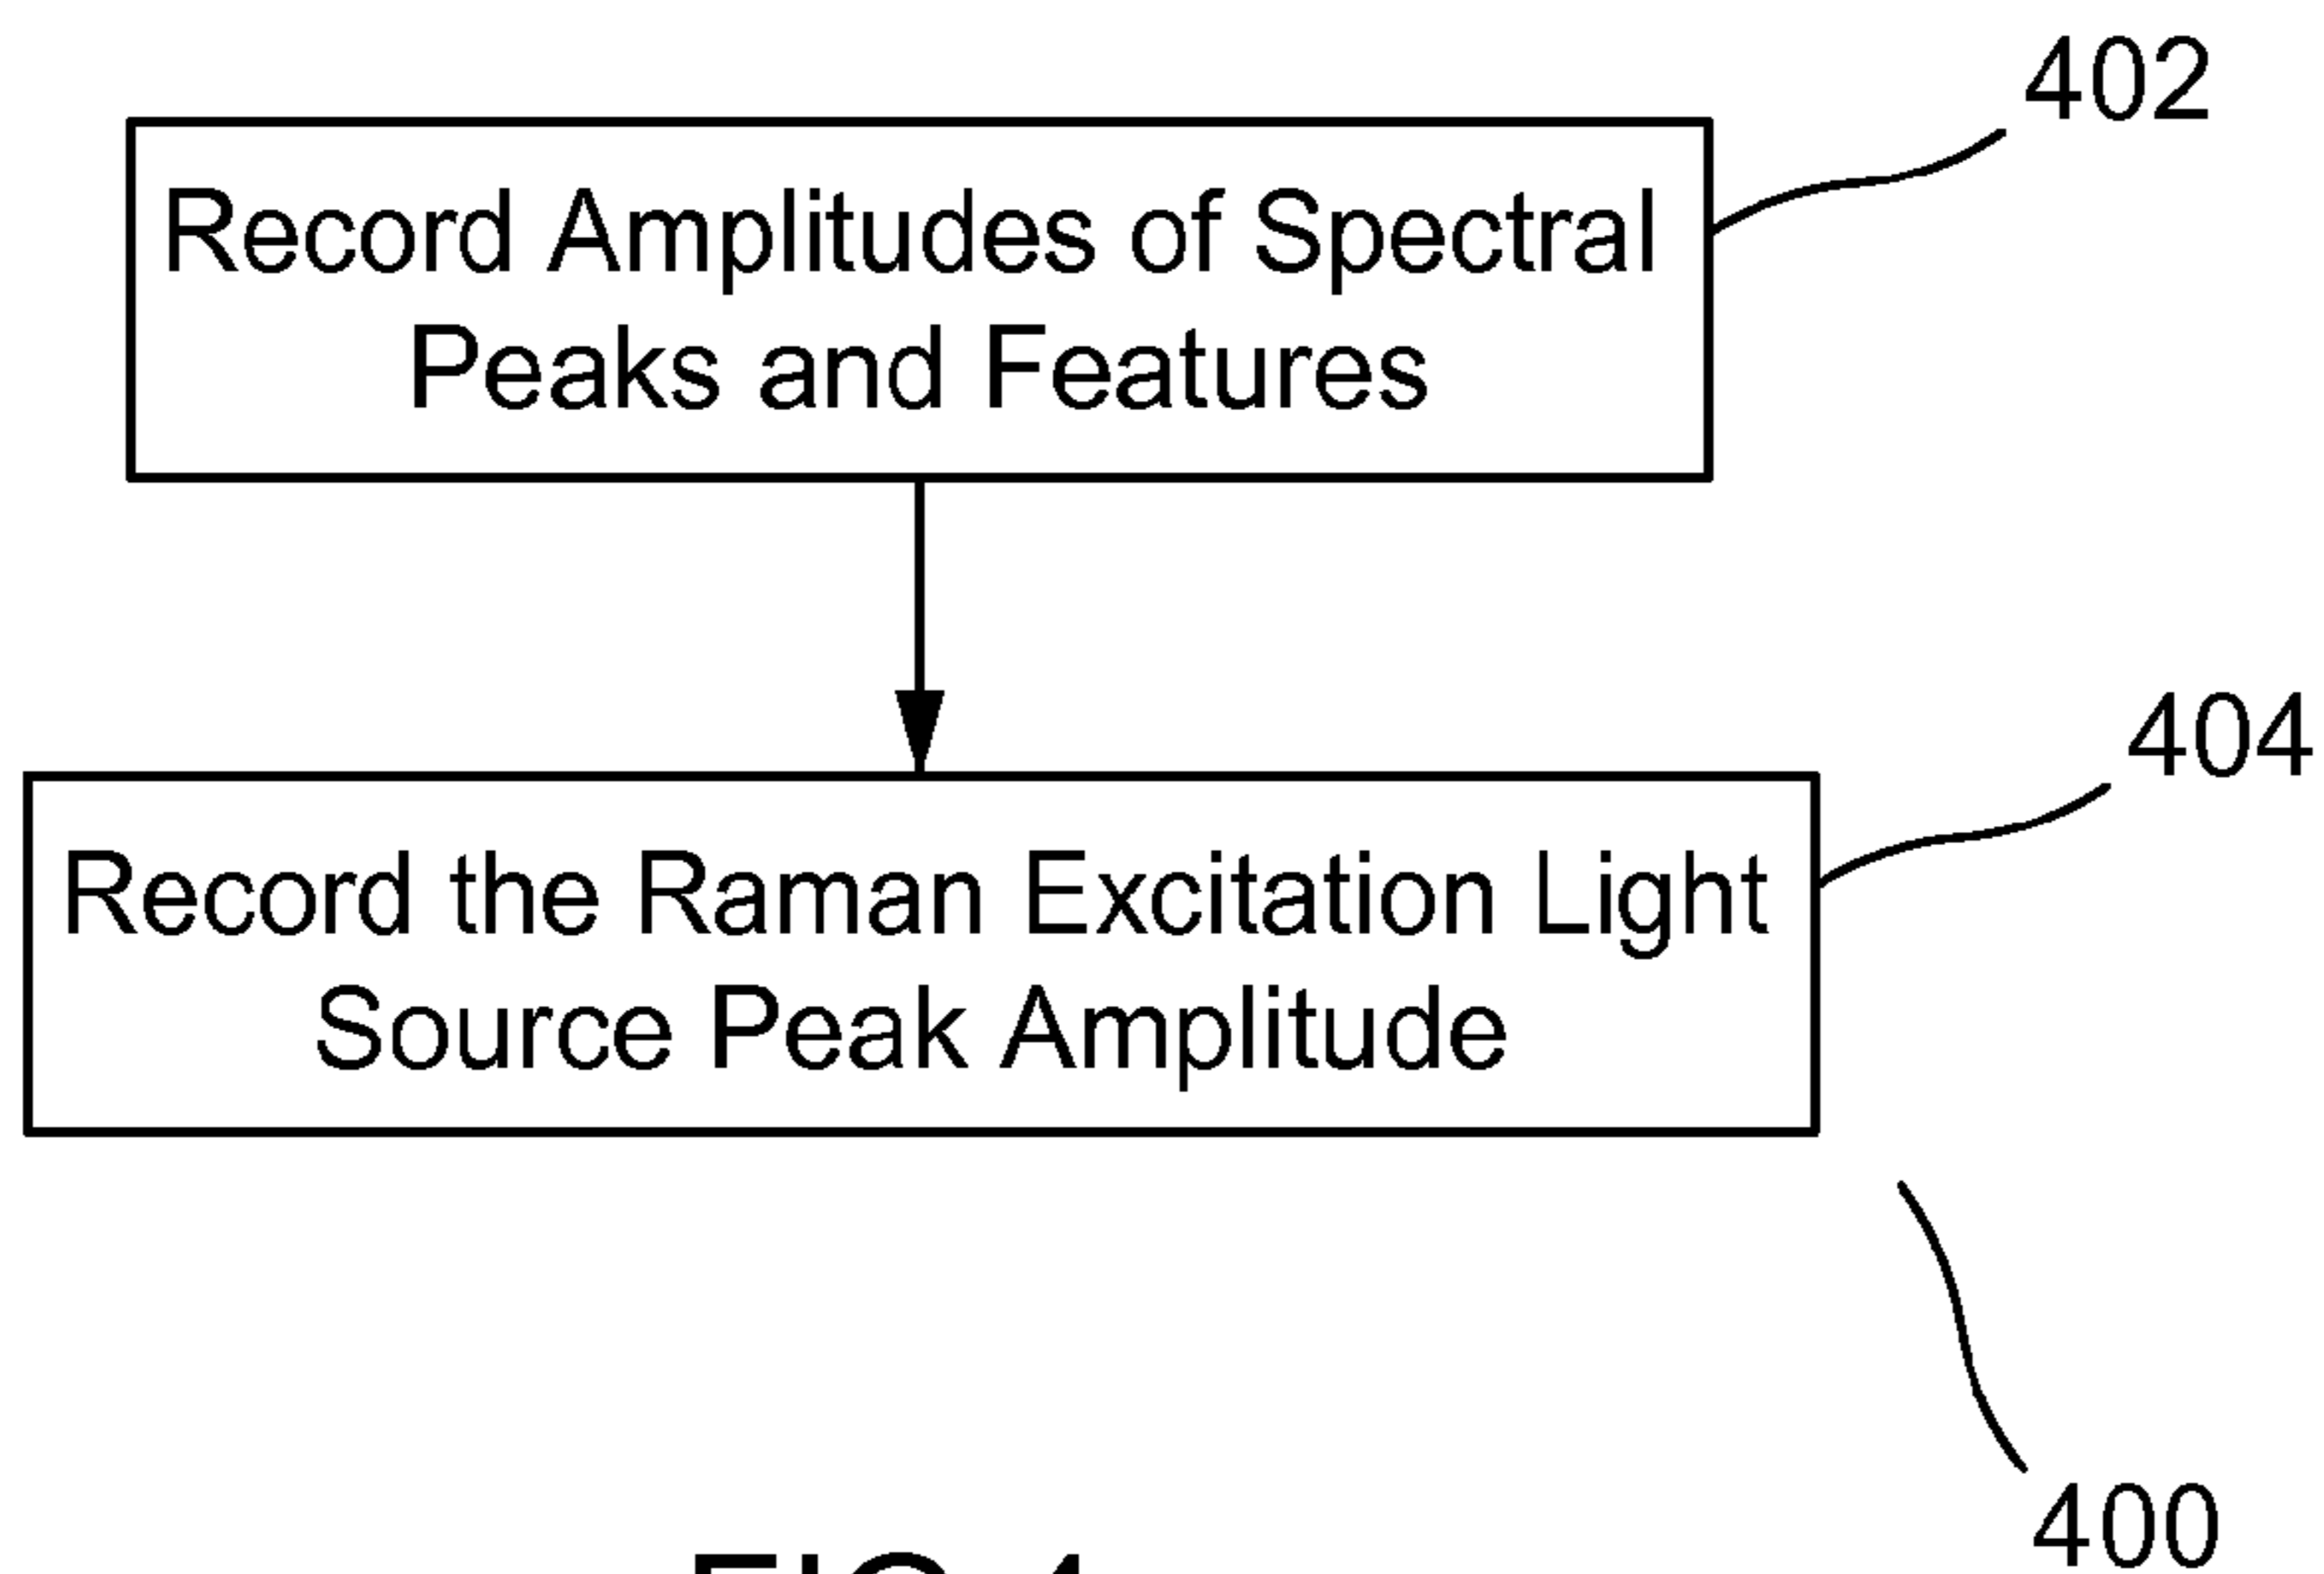 402
Record Amplitudes of Spectral
Peaks and Features
404
Record the Raman Excitation Light
Source Peak Amplitude
400